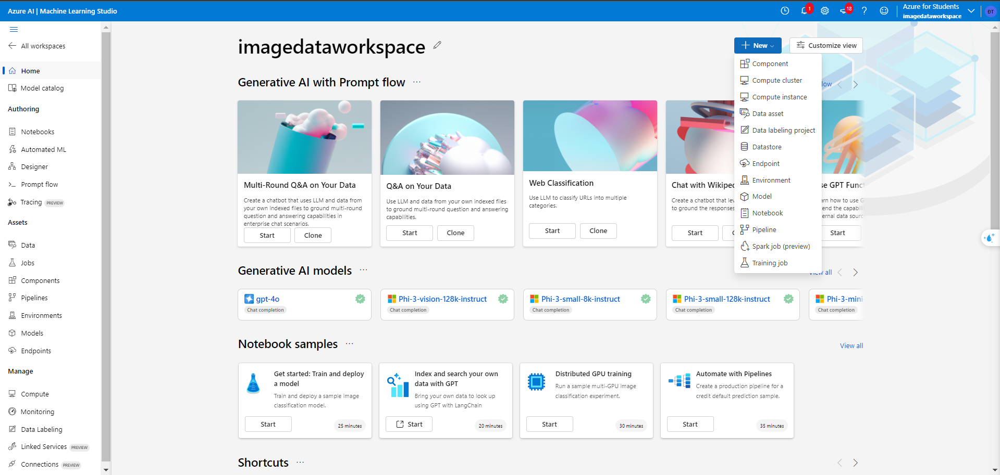 Azure AI | Machine Learning Studio
1
18
Azure for Students
imagedataworkspace
ĐT
All workspaces
Home
Model catalog
Authoring
Notebooks
Automated ML
Designer
Prompt flow
Tracing PREVIEW
Assets
Data
Jobs
Components
Pipelines
Environments
Models
Endpoints
Manage
Compute
Monitoring
Data Labeling
Linked Services PREVIEW
Connections PREVIEW
imagedataworkspace
New
Customize view
Component
Compute cluster
Compute instance
Data asset
Data labeling project
Datastore
Endpoint
Environment
Model
Notebook
Pipeline
Spark job (preview)
Training job
Generative AI with Prompt flow ...
low
Multi-Round Q&A on Your Data
Create a chatbot that uses LLM and data from
your own indexed files to ground multi-round
question and answering capabilities in
enterprise chat scenarios.
Start Clone
Q&A on Your Data
Use LLM and data from your own indexed files
to ground multi-round question and answering
capabilities.
Start Clone
Web Classification
Use LLM to classify URLs into multiple
categories.
Start Clone
Chat with Wikiped
Create a chatbot that lev
to ground the responses
Start C
se GPT Funct
arn how to use G
tend the capabil
ernal data sourc
Start
Generative AI models ...
View all
gpt-4o
Chat completion
Phi-3-vision-128k-instruct
Chat completion
Phi-3-small-8k-instruct
Chat completion
Phi-3-small-128k-instruct
Chat completion
Phi-3-mini-
Chat completion
Notebook samples ...
View all
Get started: Train and deploy
a model
Train and deploy a sample image
classification model.
Start
25 minutes
Index and search your own
data with GPT
Bring your own data to look up
using GPT with LangChain
Start
20 minutes
Distributed GPU training
Run a sample multi-GPU image
classification experiment.
Start
30 minutes
Automate with Pipelines
Create a production pipeline for a
credit default prediction sample.
Start
35 minutes
Shortcuts ...